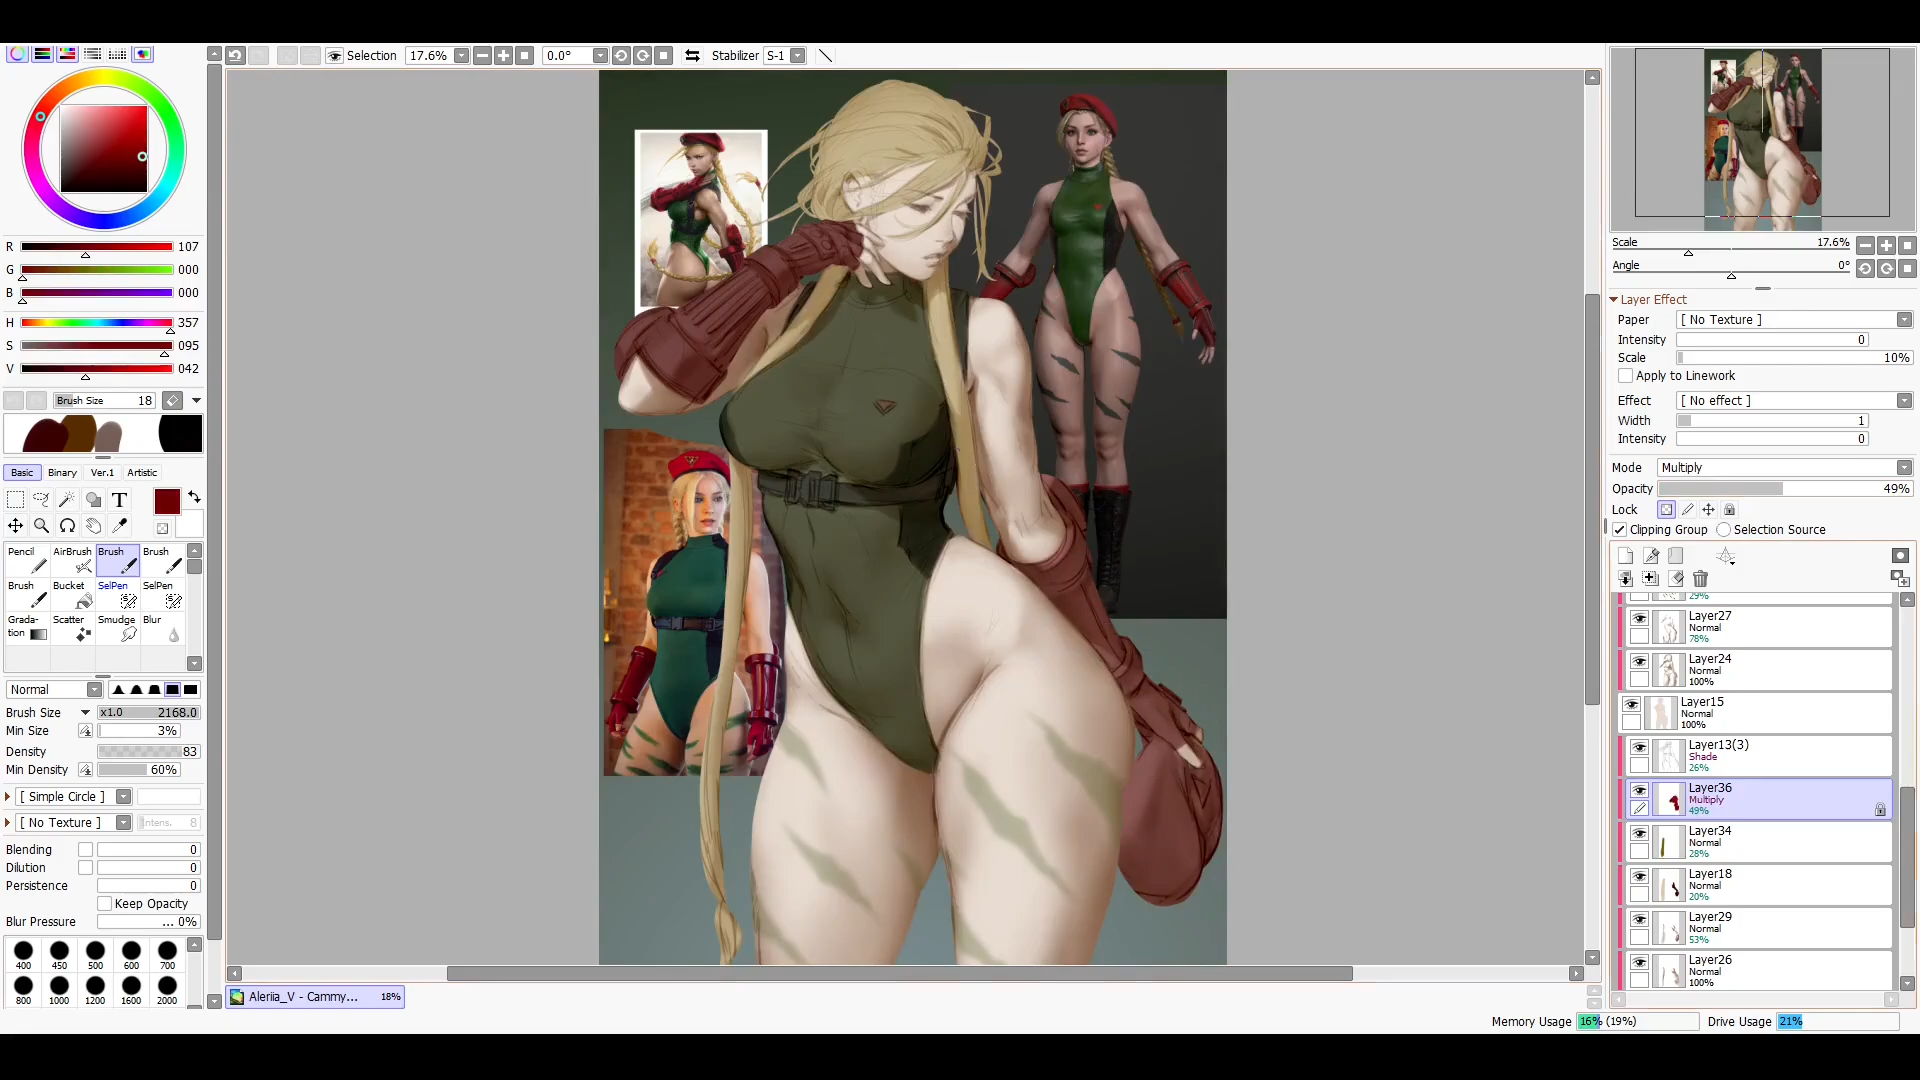 Selection 17.6% 0.0° Stabilizer S-1
R 107
G 000
B 000
H 357
S 095
V 042
Brush Size 18
Basic Binary Ver.1 Artistic
T
Pencil AirBrush Brush Brush
Brush Bucket SelPen SelPen
Grada-
tion Scatter Smudge Blur
Normal
Brush Size x1.0 2168.0
Min Size 3%
Density 83
Min Density 60%
[ Simple Circle ]
[ No Texture ] Intens. 8
Blending 0
Dilution 0
Persistence 0
Keep Opacity
Blur Pressure ... 0%
400 450 500 600 700
800 1000 1200 1600 2000
Aleriia_V - Cammy... 18%
Scale 17.6%
Angle 0°
Layer Effect
Paper [ No Texture ]
Intensity 0
Scale 10%
Apply to Linework
Effect [ No effect ]
Width 1
Intensity 0
Mode Multiply
Opacity 49%
Lock
Clipping Group Selection Source
29%
Layer27
Normal
78%
Layer24
Normal
100%
Layer15
Normal
100%
Layer13(3)
Shade
26%
Layer36
Multiply
49%
Layer34
Normal
28%
Layer18
Normal
20%
Layer29
Normal
53%
Layer26
Normal
100%
Memory Usage 16% (19%) Drive Usage 21%